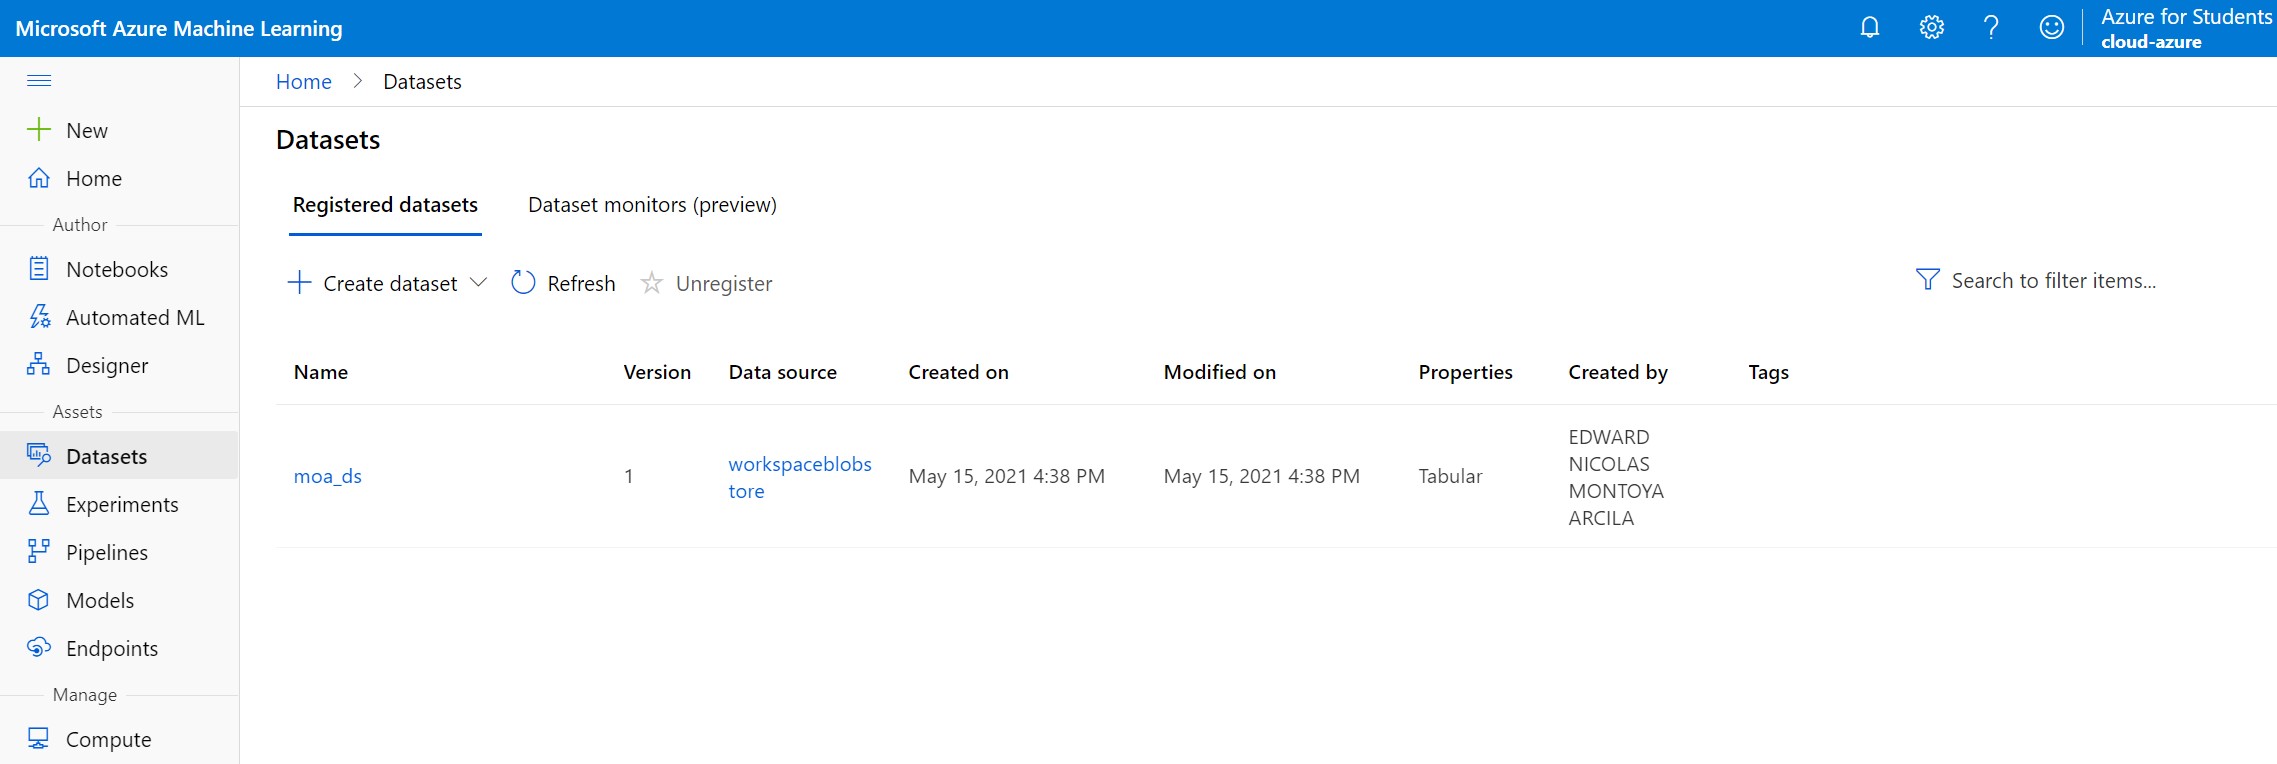 Microsoft Azure Machine Learning
Azure for Students
cloud-azure
New
Home
Author
Notebooks
Automated ML
Designer
Assets
Datasets
Experiments
Pipelines
Models
Endpoints
Manage
Compute
Home > Datasets
Datasets
Registered datasets Dataset monitors (preview)
Create dataset Refresh Unregister Search to filter items...
Name Version Data source Created on Modified on Properties Created by Tags
moa_ds 1 workspaceblobs
tore May 15, 2021 4:38 PM May 15, 2021 4:38 PM Tabular EDWARD
NICOLAS
MONTOYA
ARCILA